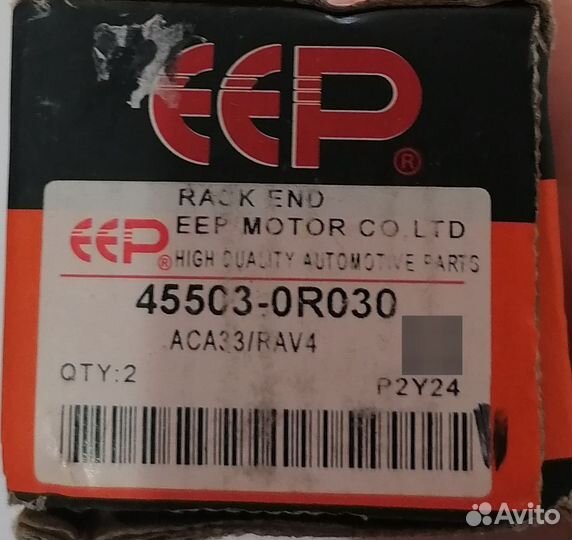 EEP®
RACK END
EEP® EEP MOTOR CO.LTD
HIGH QUALITY AUTOMOTIVE PARTS
45503-0R030
ACA33/RAV4
QTY:2
P2Y24
Avito